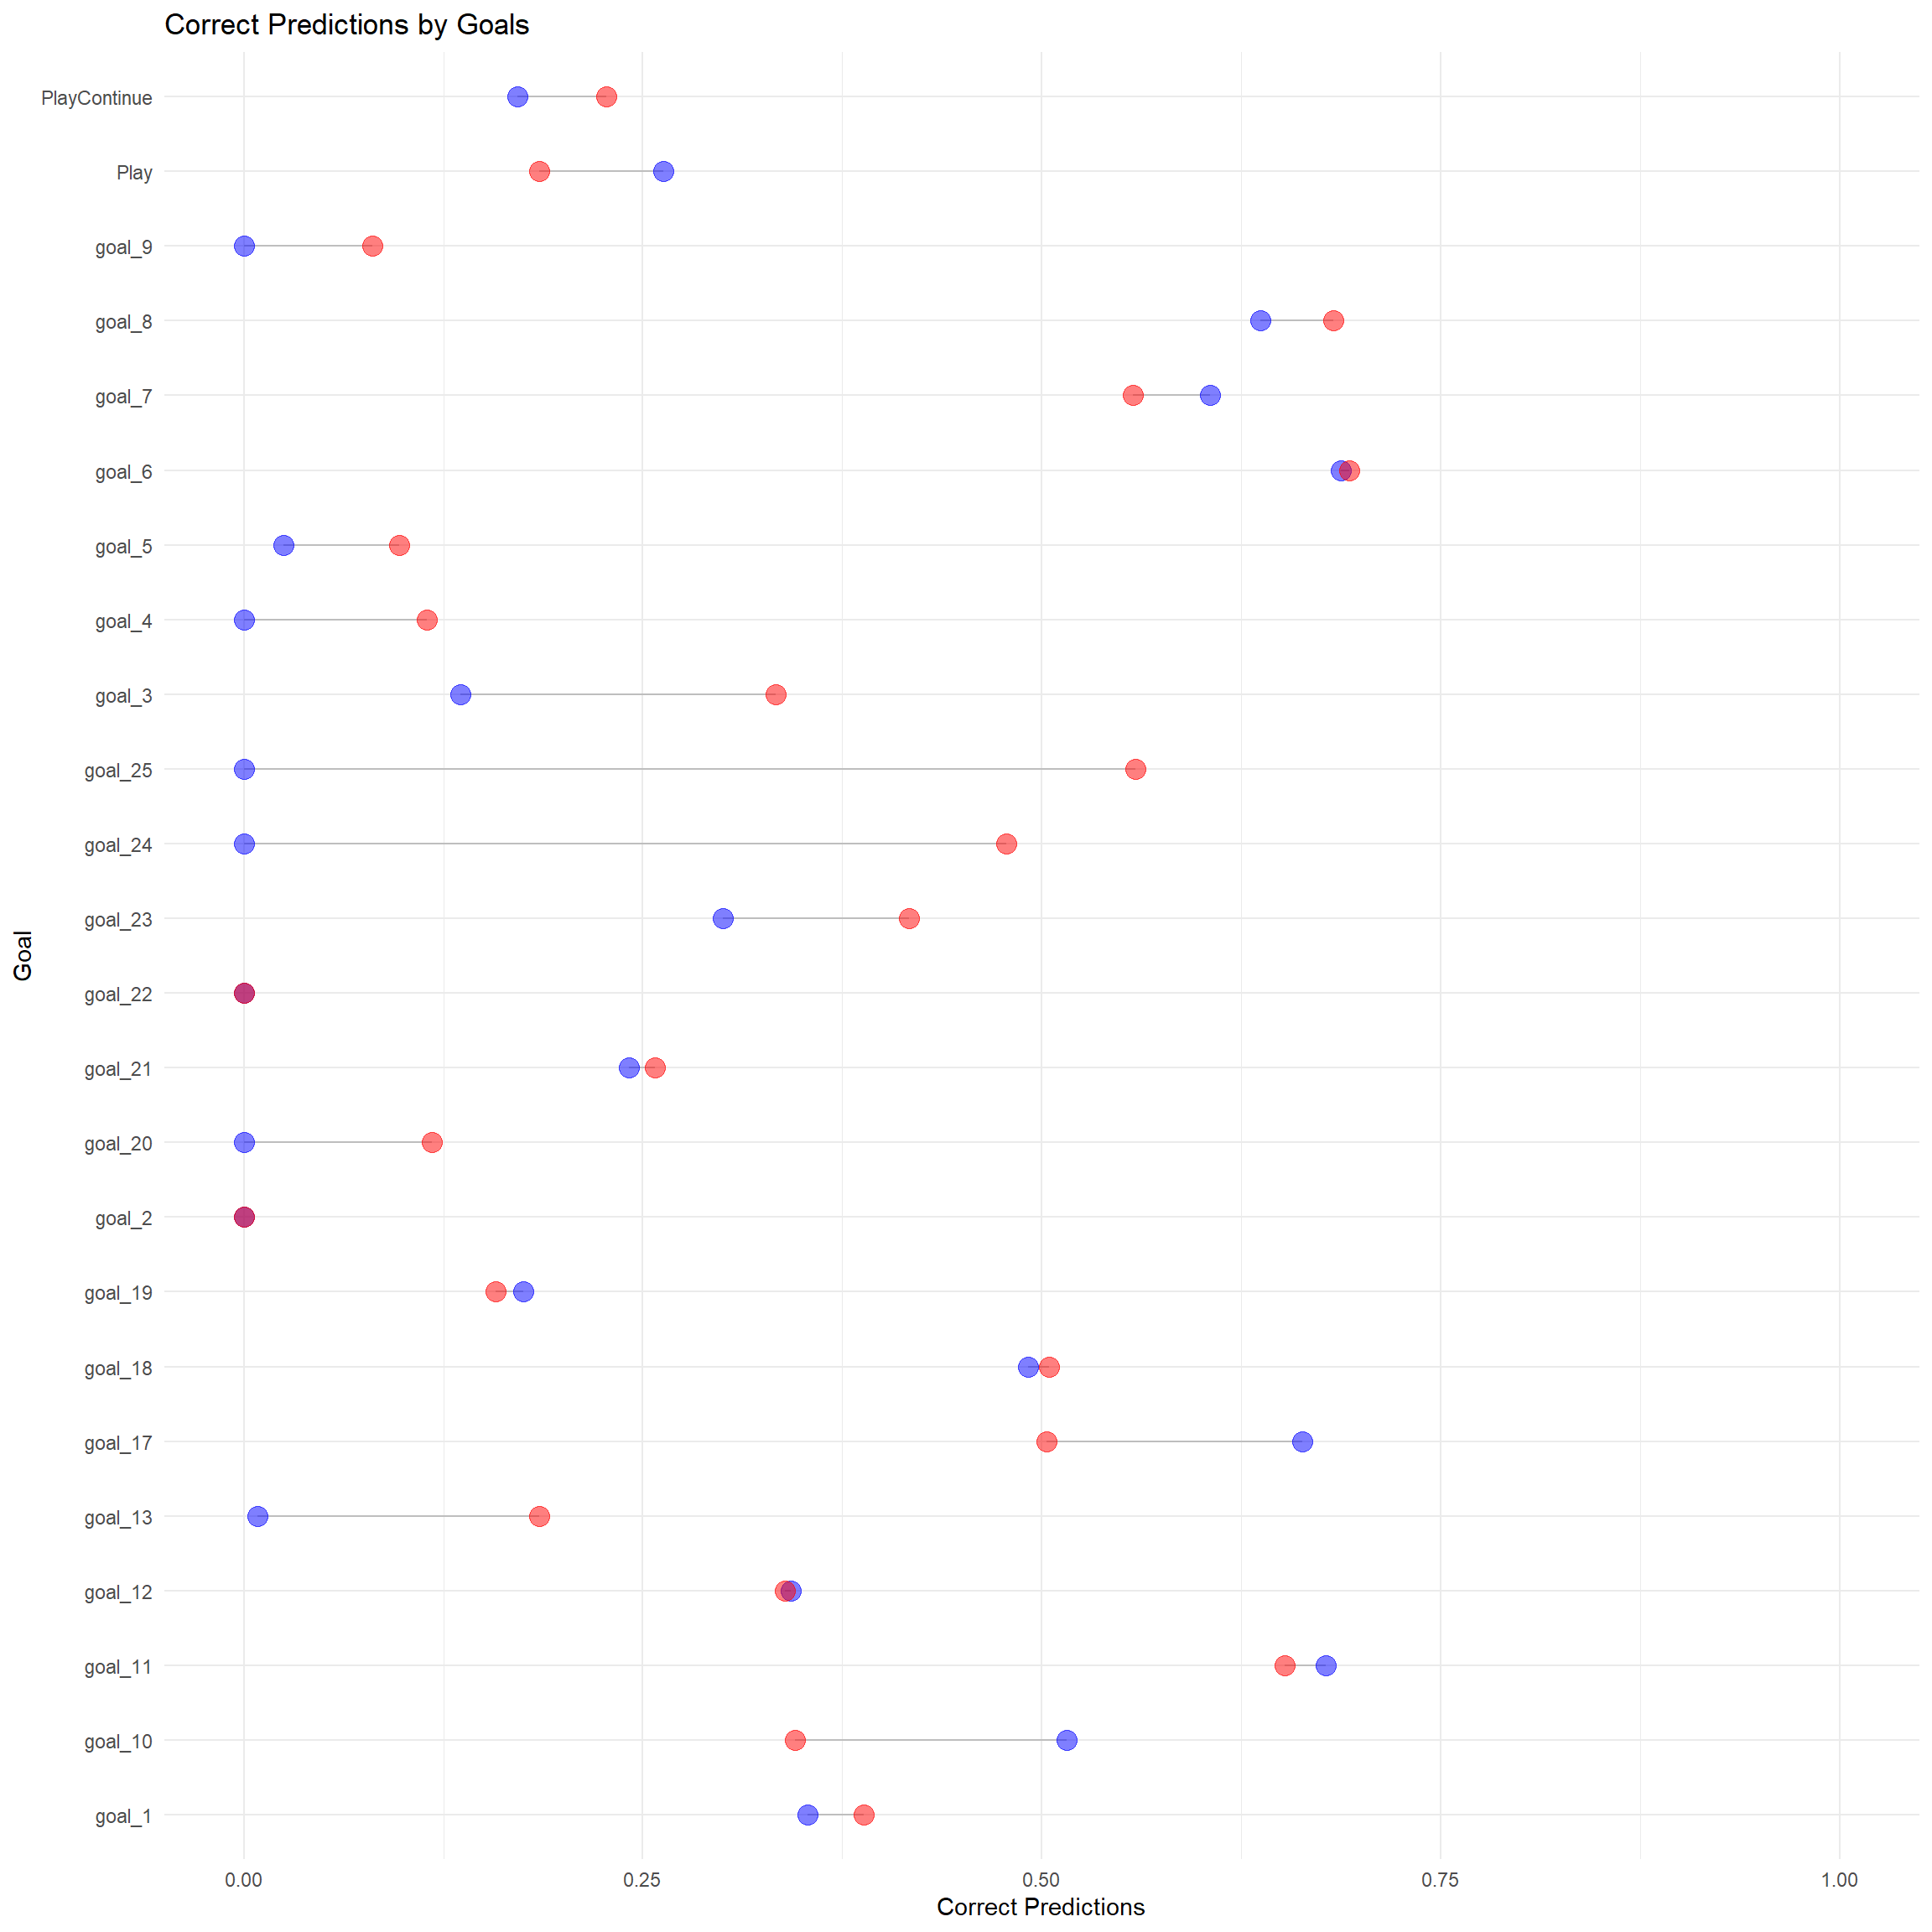 Correct Predictions by Goals
PlayContinue
Play
goal_9
goal_8
goal_7
goal_6
goal_5
goal_4
goal_3
goal_25
goal_24
goal_23
goal_22
goal_21
goal_20
goal_2
goal_19
goal_18
goal_17
goal_13
goal_12
goal_11
goal_10
goal_1
Goal
0.00 0.25 0.50 0.75 1.00
Correct Predictions